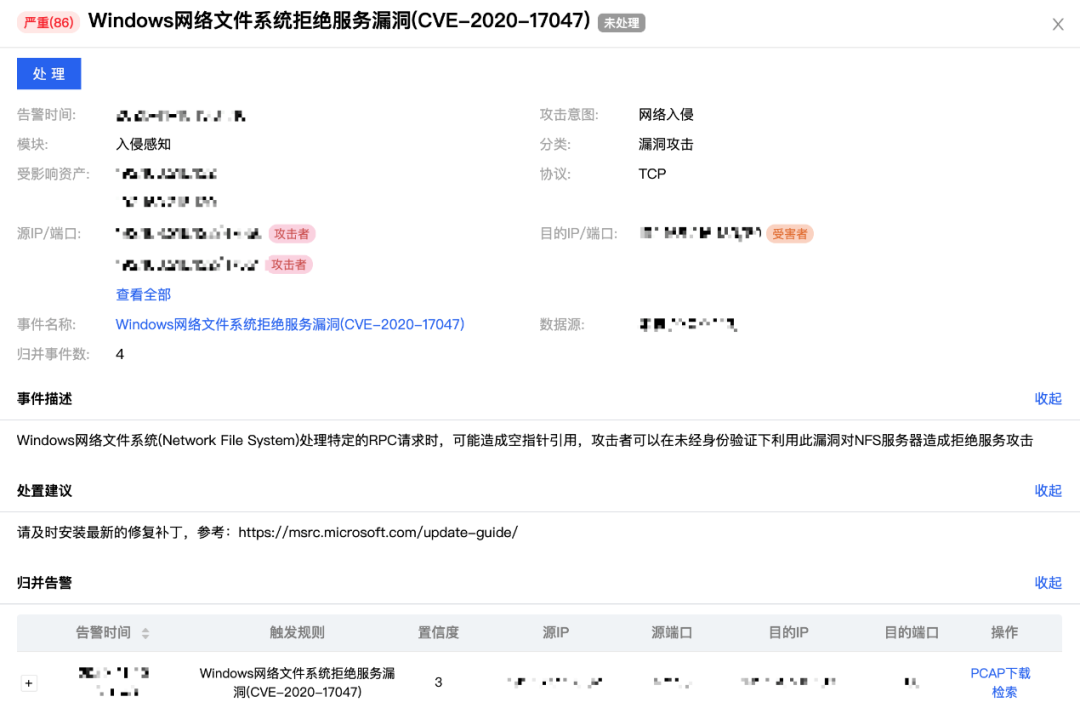 严重(86) Windows网络文件系统拒绝服务漏洞(CVE-2020-17047) 未处理
处 理
告警时间: 攻击意图: 网络入侵
模块: 入侵感知 分类: 漏洞攻击
受影响资产: 协议: TCP
源IP/端口: 攻击者 目的IP/端口: 受害者
攻击者
查看全部
事件名称: Windows网络文件系统拒绝服务漏洞(CVE-2020-17047) 数据源:
归并事件数: 4
事件描述 收起
Windows网络文件系统(Network File System)处理特定的RPC请求时，可能造成空指针引用，攻击者可以在未经身份验证下利用此漏洞对NFS服务器造成拒绝服务攻击
处置建议 收起
请及时安装最新的修复补丁，参考：https://msrc.microsoft.com/update-guide/
归并告警 收起
告警时间 触发规则 置信度 源IP 源端口 目的IP 目的端口 操作
Windows网络文件系统拒绝服务漏 PCAP下载
3
洞(CVE-2020-17047) 检索